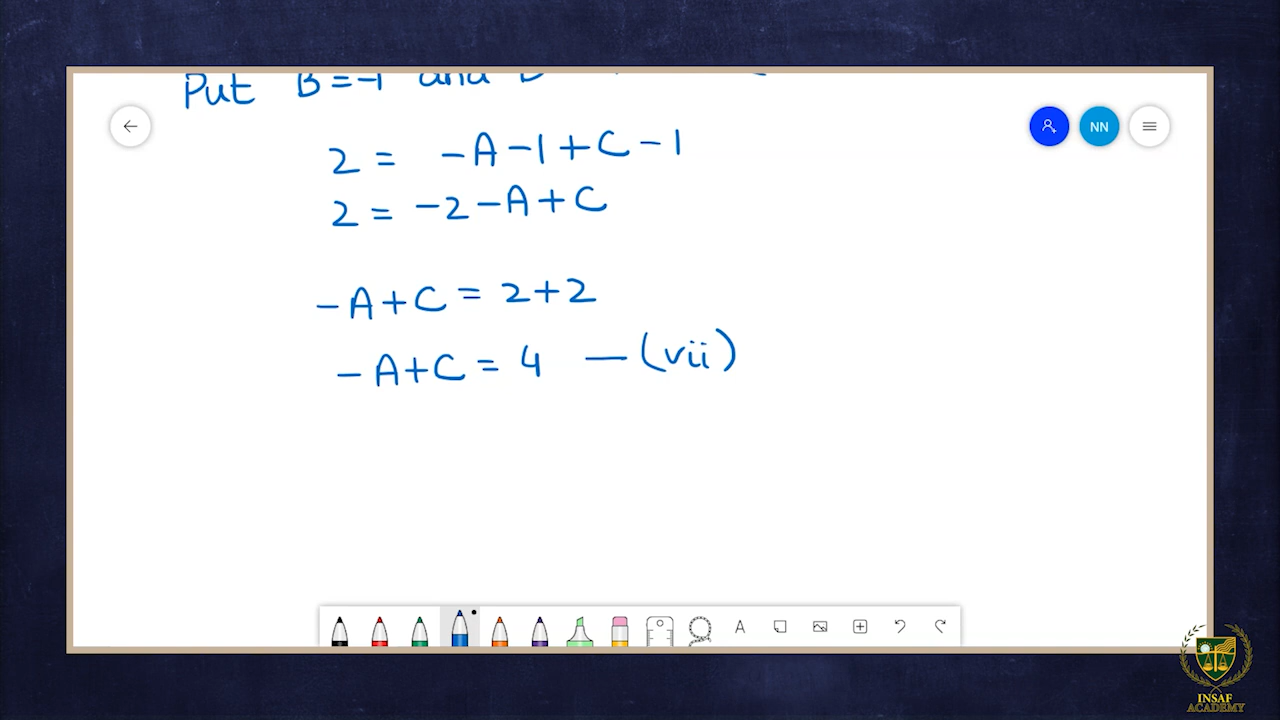 Put B=-1 and
NN
2 = -A-1+C-1
2 = -2-A+C
-A+C = 2+2
-A+C = 4 — (vii)
A
INSAF
ACADEMY